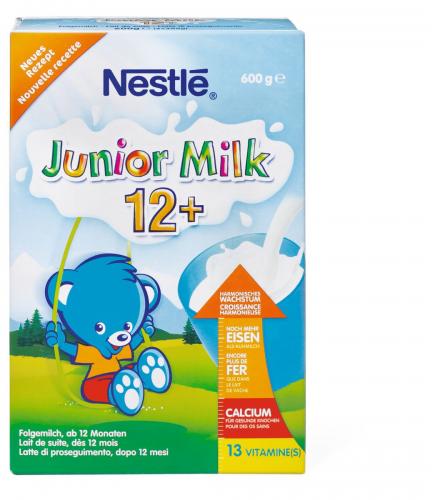 Neues
Rezept
Nouvelle recette
Nestlé®
600 g e
Junior Milk
12+
HARMONISCHES
WACHSTUM
CROISSANCE
HARMONIEUSE
NOCH MEHR
EISEN
ALS KUHMILCH
ENCORE
PLUS DE
FER
QUE DANS
LE LAIT
DE VACHE
CALCIUM
FÜR GESUNDE KNOCHEN
POUR DES OS SAINS
Folgemilch, ab 12 Monaten
Lait de suite, dès 12 mois
Latte di proseguimento, dopo 12 mesi
13 VITAMINE(S)